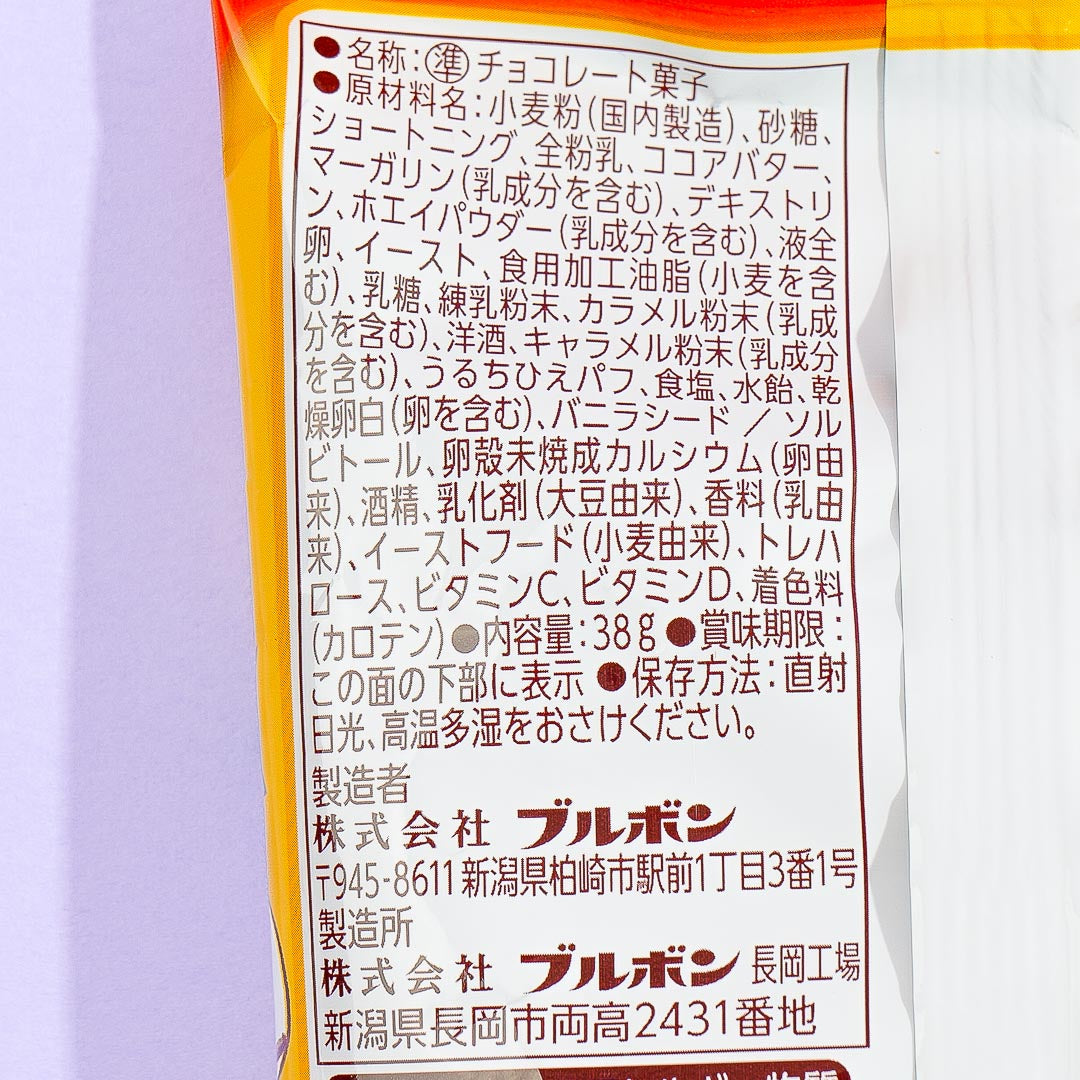 ●名称:準チョコレート菓子
●原材料名:小麦粉(国内製造)、砂糖、
ショートニング、全粉乳、ココアバター、
マーガリン(乳成分を含む)、デキストリ
ン、ホエイパウダー(乳成分を含む)、液全
卵、イースト、食用加工油脂(小麦を含
む)、乳糖、練乳粉末、カラメル粉末(乳成
分を含む)、洋酒、キャラメル粉末(乳成分
を含む)、うるちひえパフ、食塩、水飴、乾
燥卵白(卵を含む)、バニラシード/ソル
ビトール、卵殻未焼成カルシウム(卵由
来)、酒精、乳化剤(大豆由来)、香料(乳由
来)、イーストフード(小麦由来)、トレハ
ロース、ビタミンC、ビタミンD、着色料
(カロテン)●内容量:38g●賞味期限:
この面の下部に表示●保存方法:直射
日光、高温多湿をおさけください。
製造者
株式会社 ブルボン
〒945-8611新潟県柏崎市駅前1丁目3番1号
製造所
株式会社 ブルボン 長岡工場
新潟県長岡市両高2431番地